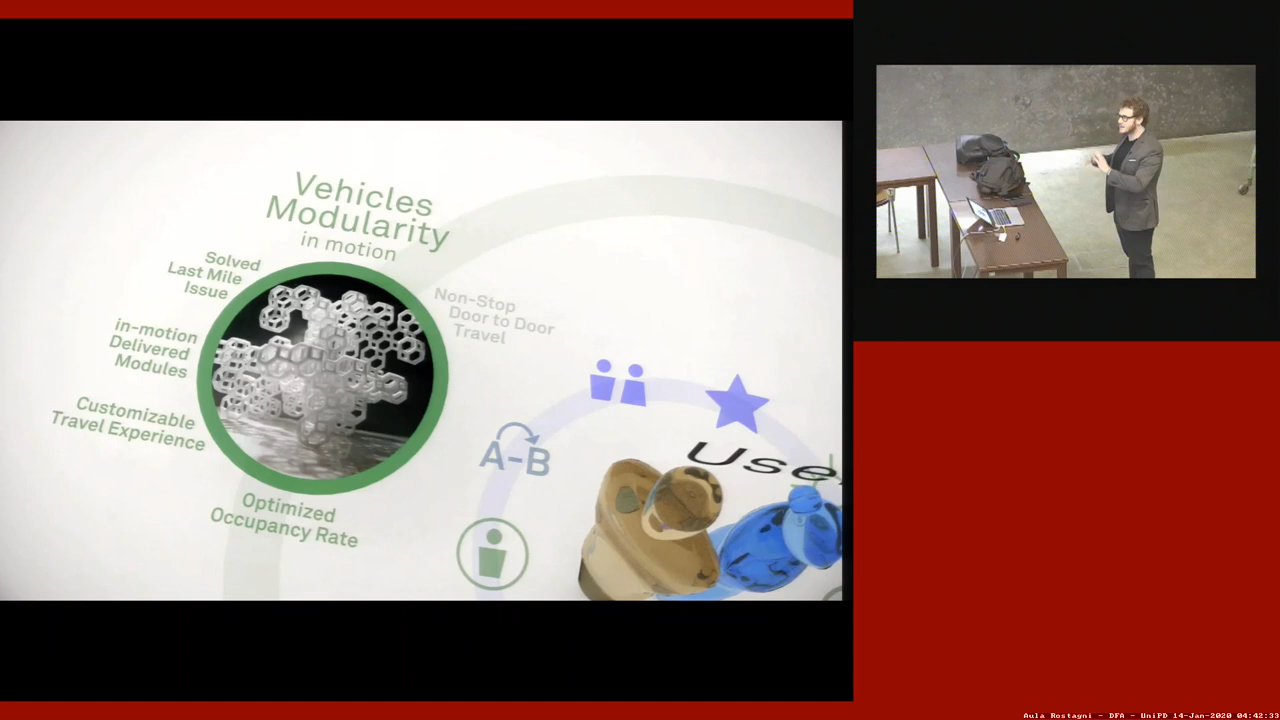 Vehicles
Modularity
in motion
Solved
Last Mile
Issue
Non-Stop
Door to Door
Travel
in-motion
Delivered
Modules
Customizable
Travel Experience
Optimized
Occupancy Rate
A-B
Aula Rostagni - DFA - UniPD 14-Jan-2020 04:42:33